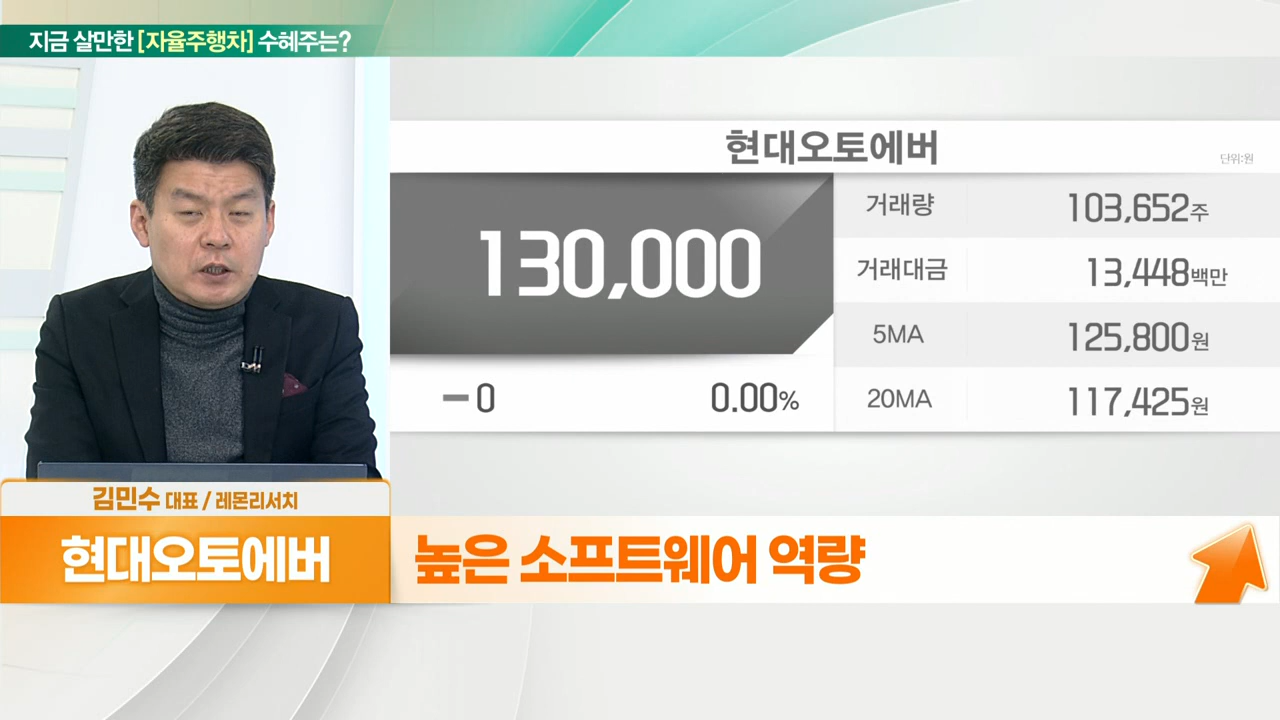 지금 살만한 [자율주행차] 수혜주는?
현대오토에버
단위:원
130,000
0 0.00%
거래량 103,652주
거래대금 13,448백만
5MA 125,800원
20MA 117,425원
김민수 대표 / 레몬리서치
현대오토에버
높은 소프트웨어 역량